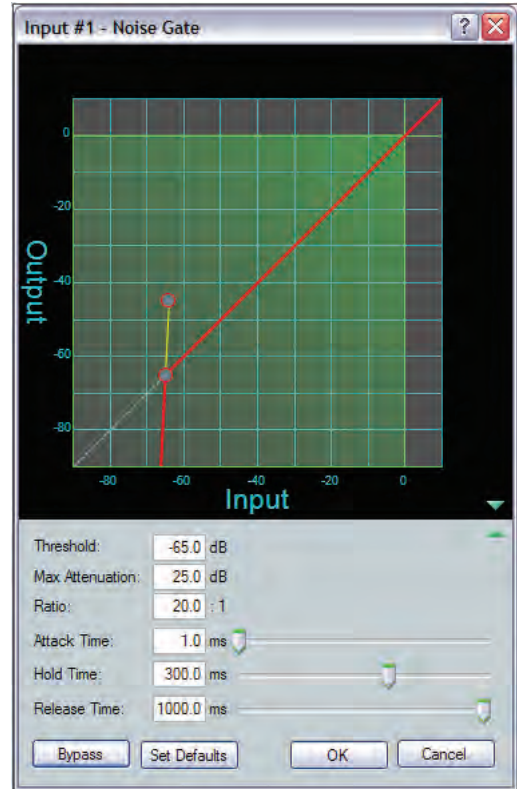 Input #1 - Noise Gate
?
0
-20
-40
-60
-80
Output
-80
-60
-40
-20
0
Input
Threshold: -65.0 dB
Max Attenuation: 25.0 dB
Ratio: 20.0 : 1
Attack Time: 1.0 ms
Hold Time: 300.0 ms
Release Time: 1000.0 ms
Bypass
Set Defaults
OK
Cancel